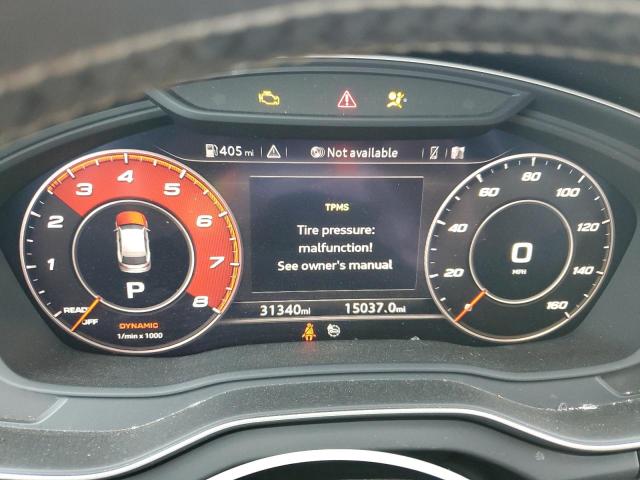 405 mi
Not available
1
2
3
4
5
6
7
8
READY
OFF
P
DYNAMIC
1/min x 1000
TPMS
Tire pressure:
malfunction!
See owner's manual
31340mi
15037.0mi
20
40
60
80
100
120
140
160
0
MPH